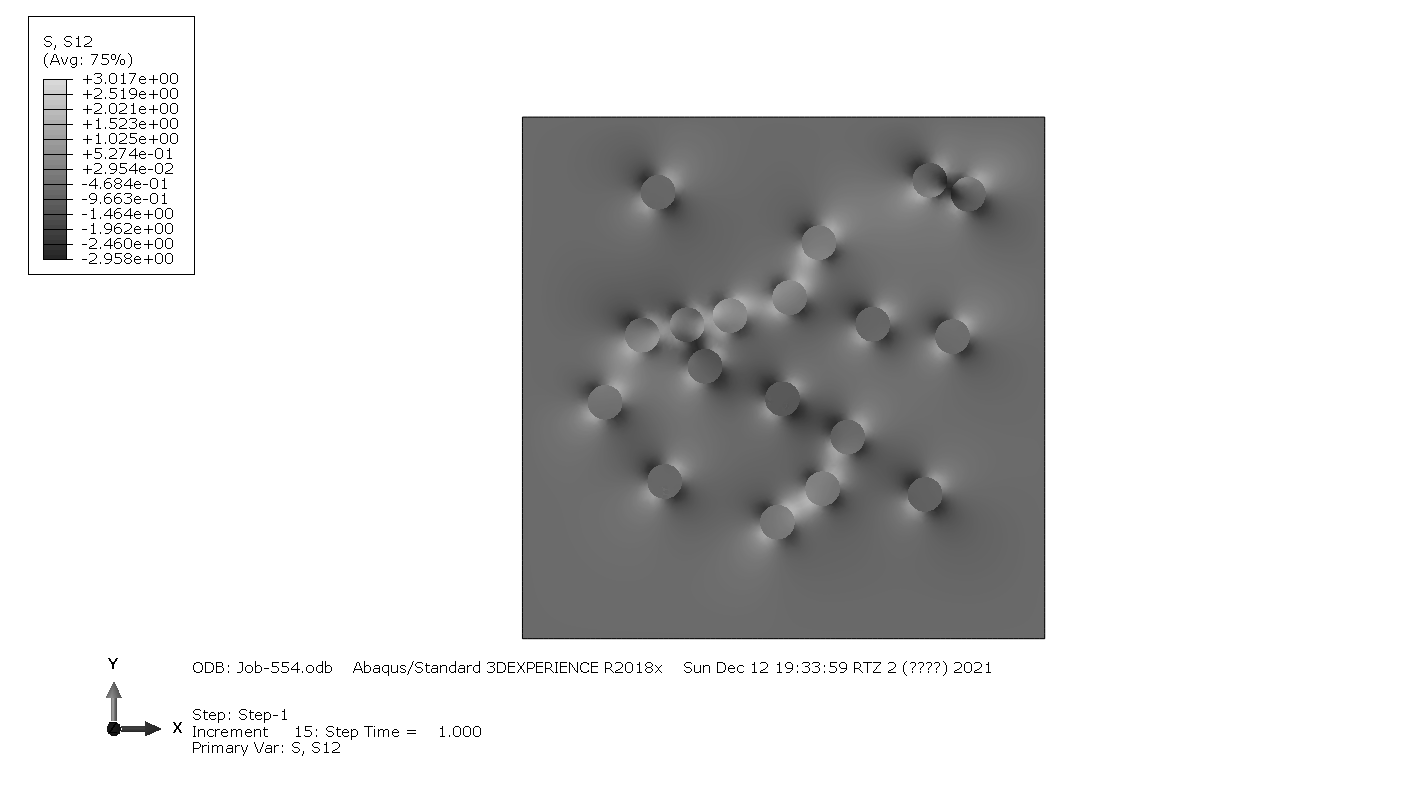 S, S12
(Avg: 75%)
+3.017e+00
+2.519e+00
+2.021e+00
+1.523e+00
+1.025e+00
+5.274e-01
+2.954e-02
-4.684e-01
-9.663e-01
-1.464e+00
-1.962e+00
-2.460e+00
-2.958e+00
Y
X
ODB: Job-554.odb Abaqus/Standard 3DEXPERIENCE R2018x Sun Dec 12 19:33:59 RTZ 2 (????) 2021
Step: Step-1
Increment 15: Step Time = 1.000
Primary Var: S, S12